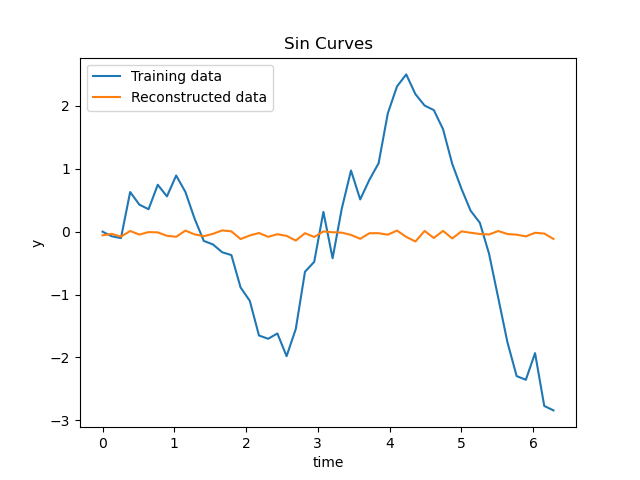 Sin Curves
Training data
Reconstructed data
2
1
0
−1
−2
−3
y
0 1 2 3 4 5 6
time